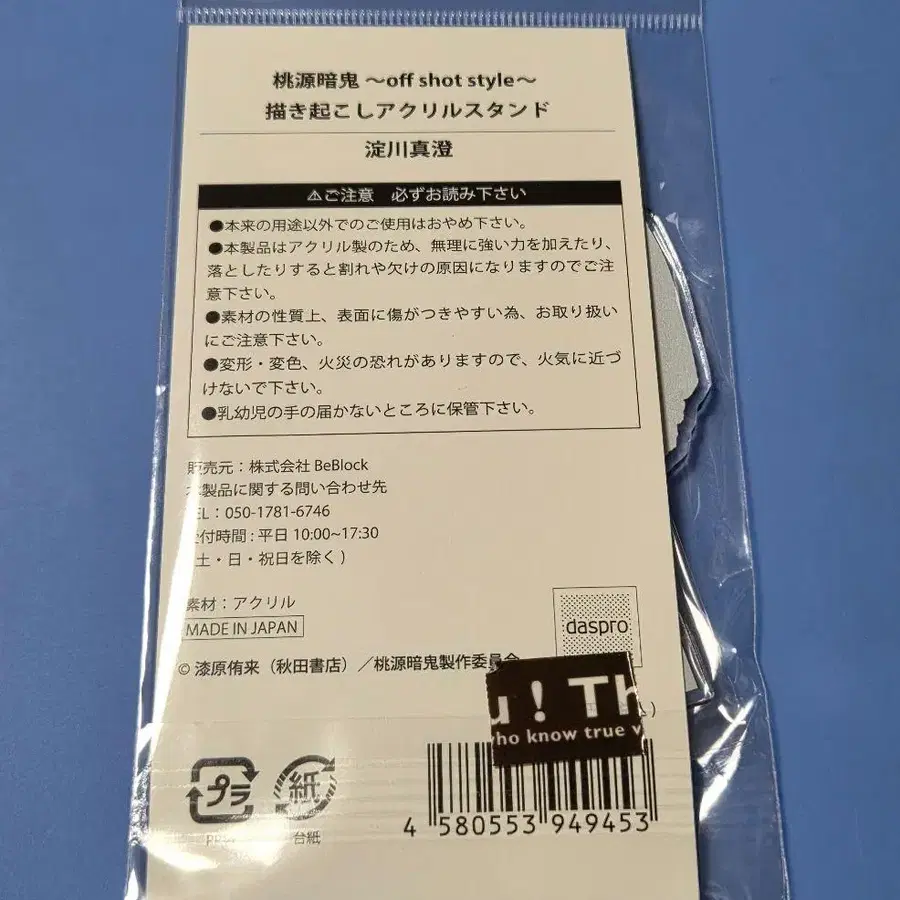 桃源暗鬼 ～off shot style～
描き起こしアクリルスタンド
淀川真澄
⚠ご注意　必ずお読み下さい
●本来の用途以外でのご使用はおやめ下さい。
●本製品はアクリル製のため、無理に強い力を加えたり、
落としたりすると割れや欠けの原因になりますのでご注
意下さい。
●素材の性質上、表面に傷がつきやすい為、お取り扱い
にご注意下さい。
●変形・変色、火災の恐れがありますので、火気に近づ
けないで下さい。
●乳幼児の手の届かないところに保管下さい。
販売元：株式会社 BeBlock
本製品に関する問い合わせ先
EL：050-1781-6746
受付時間 : 平日 10:00~17:30
土・日・祝日を除く )
素材：アクリル
MADE IN JAPAN
daspro
© 漆原侑来（秋田書店）／桃源暗鬼製作委員会
u! Th
who know true v
プラ
紙
台紙
4 580553 949453